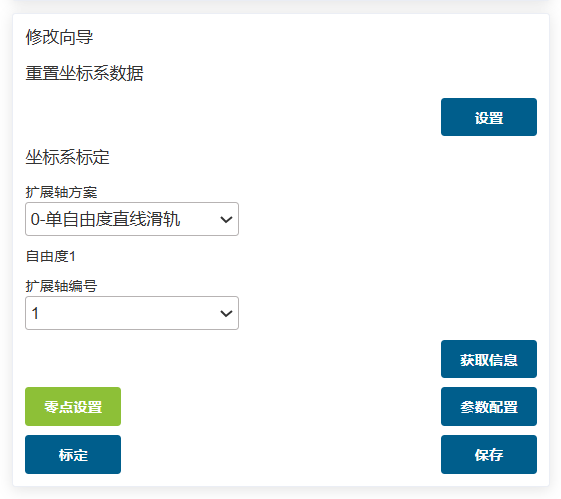 修改向导
重置坐标系数据
设置
坐标系标定
扩展轴方案
0-单自由度直线滑轨
自由度1
扩展轴编号
1
获取信息
零点设置
参数配置
标定
保存